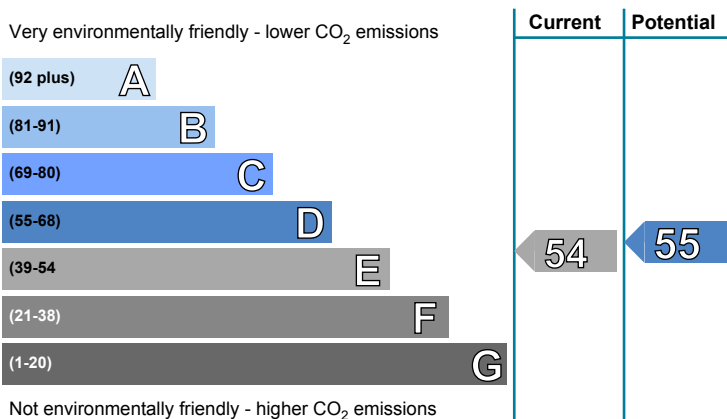 Current Potential
Very environmentally friendly - lower CO2 emissions
(92 plus) A
(81-91) B
(69-80) C
(55-68) D
(39-54 E
54 55
(21-38) F
(1-20) G
Not environmentally friendly - higher CO2 emissions